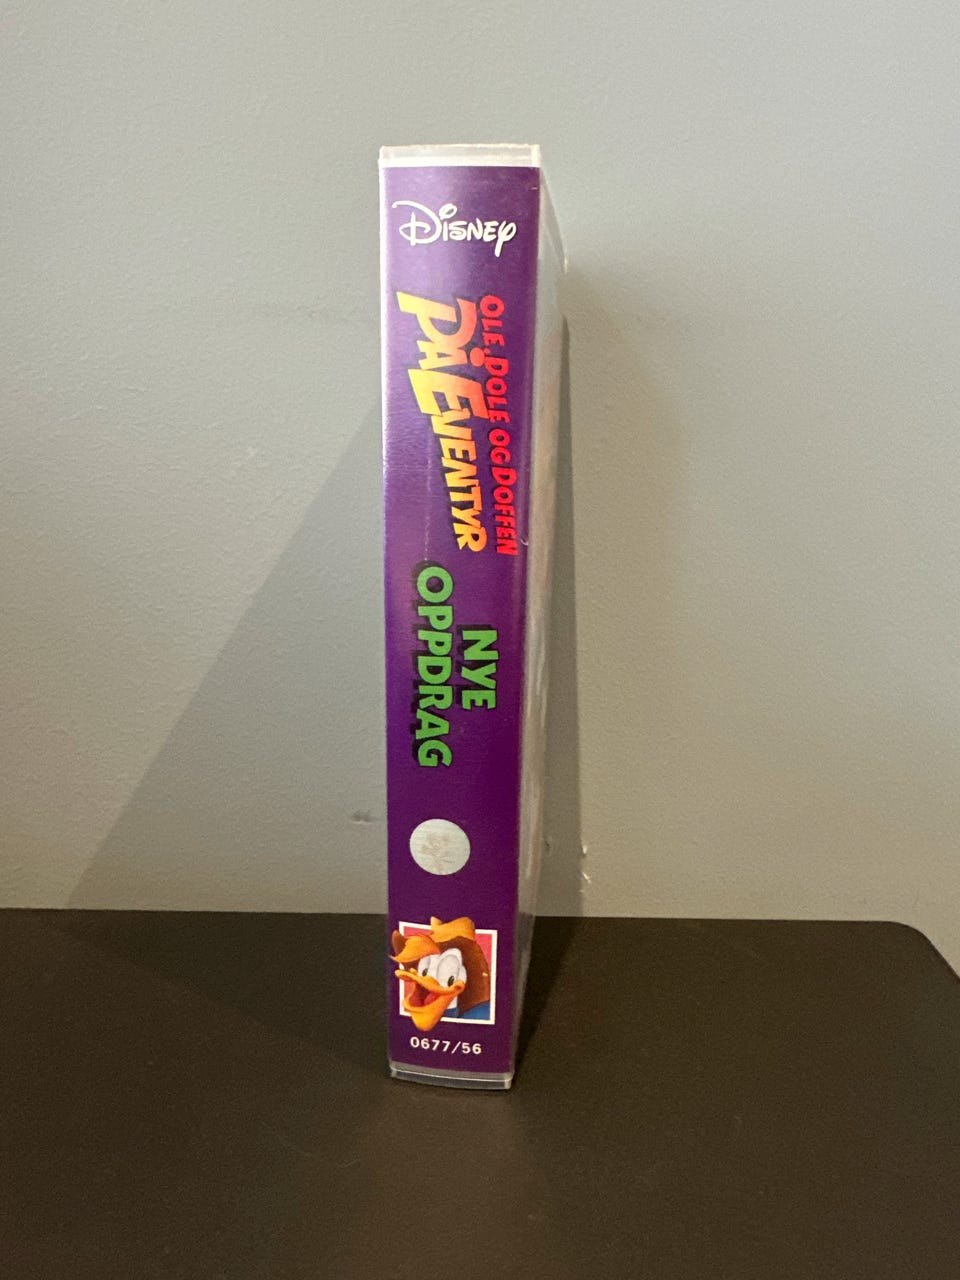 Disney
OLE, DOLE OG DOFFEN
PÅ EVENTYR
NYE
OPPDRAG
0677/56